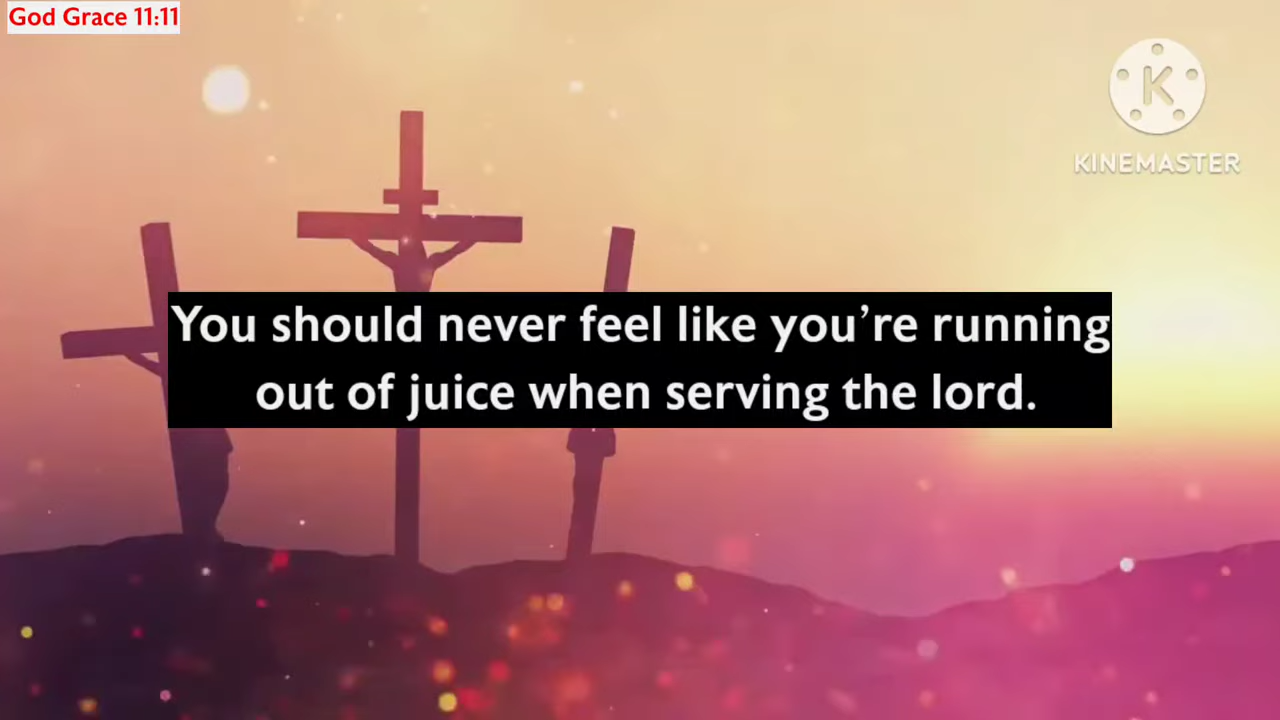 God Grace 11:11
K
KINEMASTER
You should never feel like you’re running
out of juice when serving the lord.